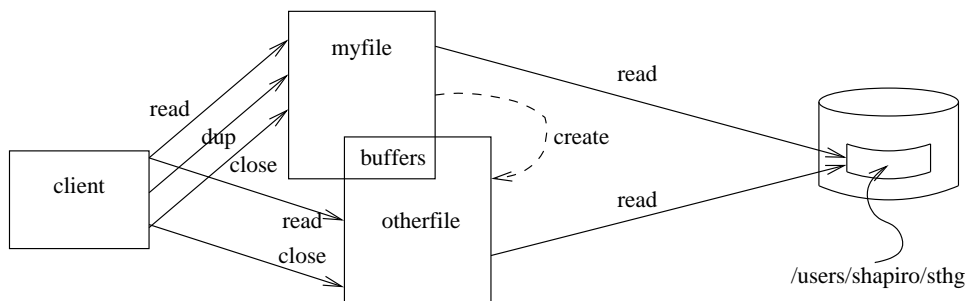 myfile
read
read
dup
create
buffers
close
client
read
read
otherfile
close
/users/shapiro/sthg